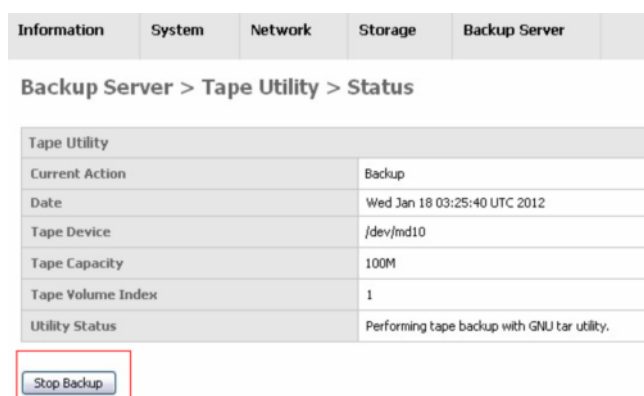 Information System Network Storage Backup Server
Backup Server > Tape Utility > Status
Tape Utility
Current Action Backup
Date Wed Jan 18 03:25:40 UTC 2012
Tape Device /dev/md10
Tape Capacity 100M
Tape Volume Index 1
Utility Status Performing tape backup with GNU tar utility.
Stop Backup